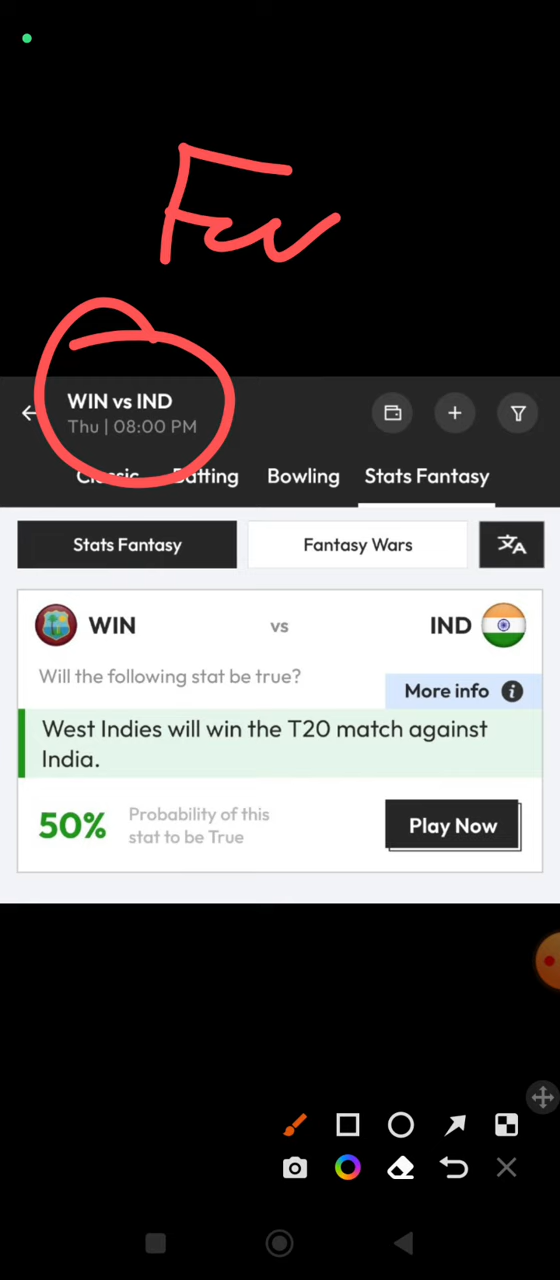 WIN vs IND
Thu | 08:00 PM
Classic Batting Bowling Stats Fantasy
Stats Fantasy Fantasy Wars
WIN vs IND
Will the following stat be true?
More info
West Indies will win the T20 match against
India.
50% Probability of this
stat to be True
Play Now